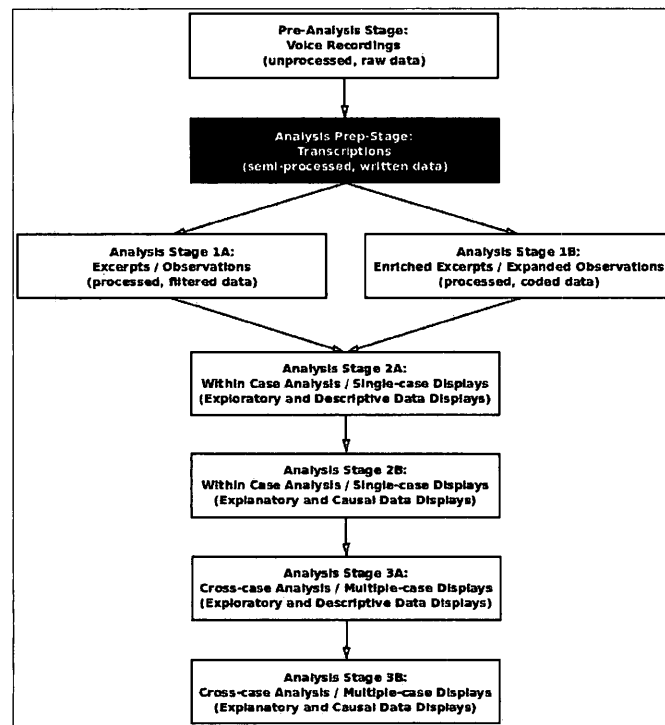 Pre-Analysis Stage:
Voice Recordings
(unprocessed, raw data)
Analysis Prep-Stage:
Transcriptions
(semi-processed, written data)
Analysis Stage 1A:
Excerpts / Observations
(processed, filtered data)
Analysis Stage 1B:
Enriched Excerpts / Expanded Observations
(processed, coded data)
Analysis Stage 2A:
Within Case Analysis / Single-case Displays
(Exploratory and Descriptive Data Displays)
Analysis Stage 2B:
Within Case Analysis / Single-case Displays
(Explanatory and Causal Data Displays)
Analysis Stage 3A:
Cross-case Analysis / Multiple-case Displays
(Exploratory and Descriptive Data Displays)
Analysis Stage 3B:
Cross-case Analysis / Multiple-case Displays
(Explanatory and Causal Data Displays)